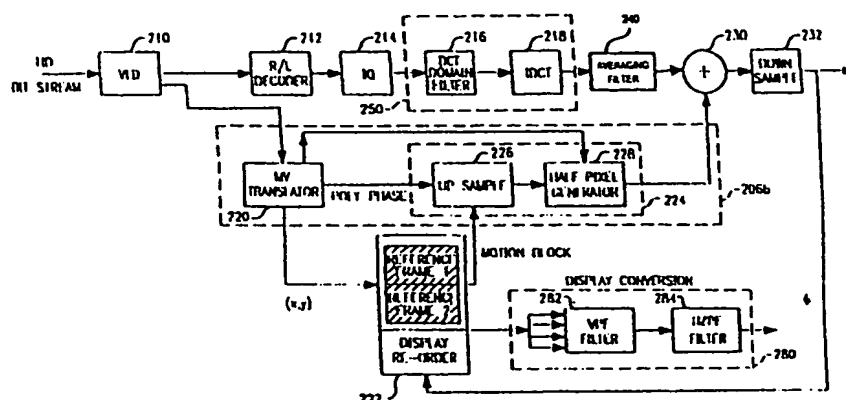 210
212
214
216
218
240
230
232
BIT STREAM
VLD
R/L
DECODER
IQ
DCT
DOMAIN
FILTER
IDCT
AVERAGING
FILTER
+
DOWN
SAMPLE
250
226
228
MV
TRANSLATOR
POLY PHASE
UP SAMPLE
HALF PIXEL
GENERATOR
220
224
206b
MOTION BLOCK
REFERENCE
FRAME 1
REFERENCE
FRAME 2
(x,y)
DISPLAY CONVERSION
282
284
VPF
FILTER
HZPF
FILTER
DISPLAY
RE-ORDER
280
222